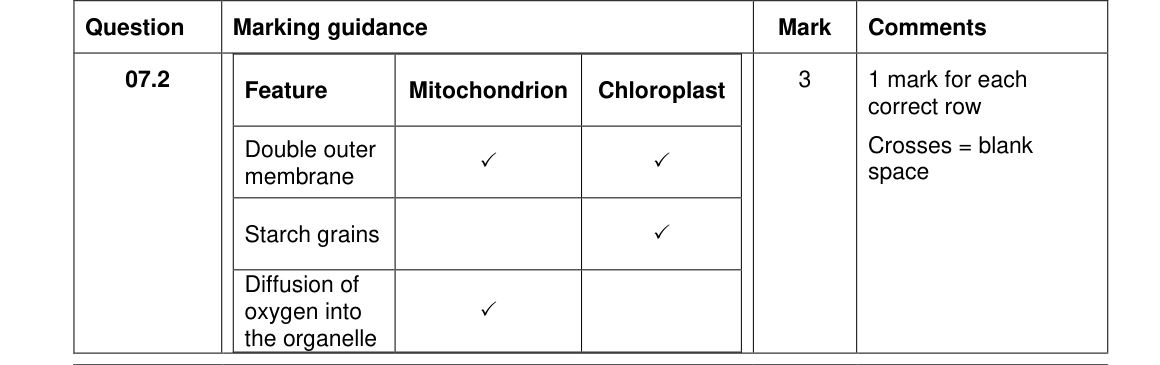 Question Marking guidance Mark Comments
07.2 3
Feature Mitochondrion Chloroplast
Double outer
membrane ✓ ✓
Starch grains ✓
Diffusion of
oxygen into
the organelle ✓
1 mark for each
correct row
Crosses = blank
space